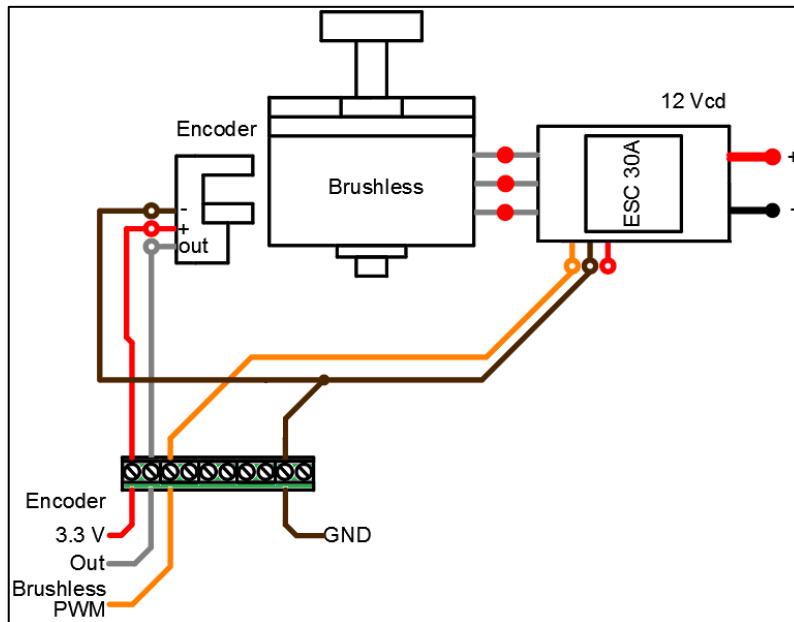 12 Vcd
Encoder
Brushless
ESC 30A
+
-
-
+
out
Encoder
3.3 V
Out
Brushless
PWM
GND